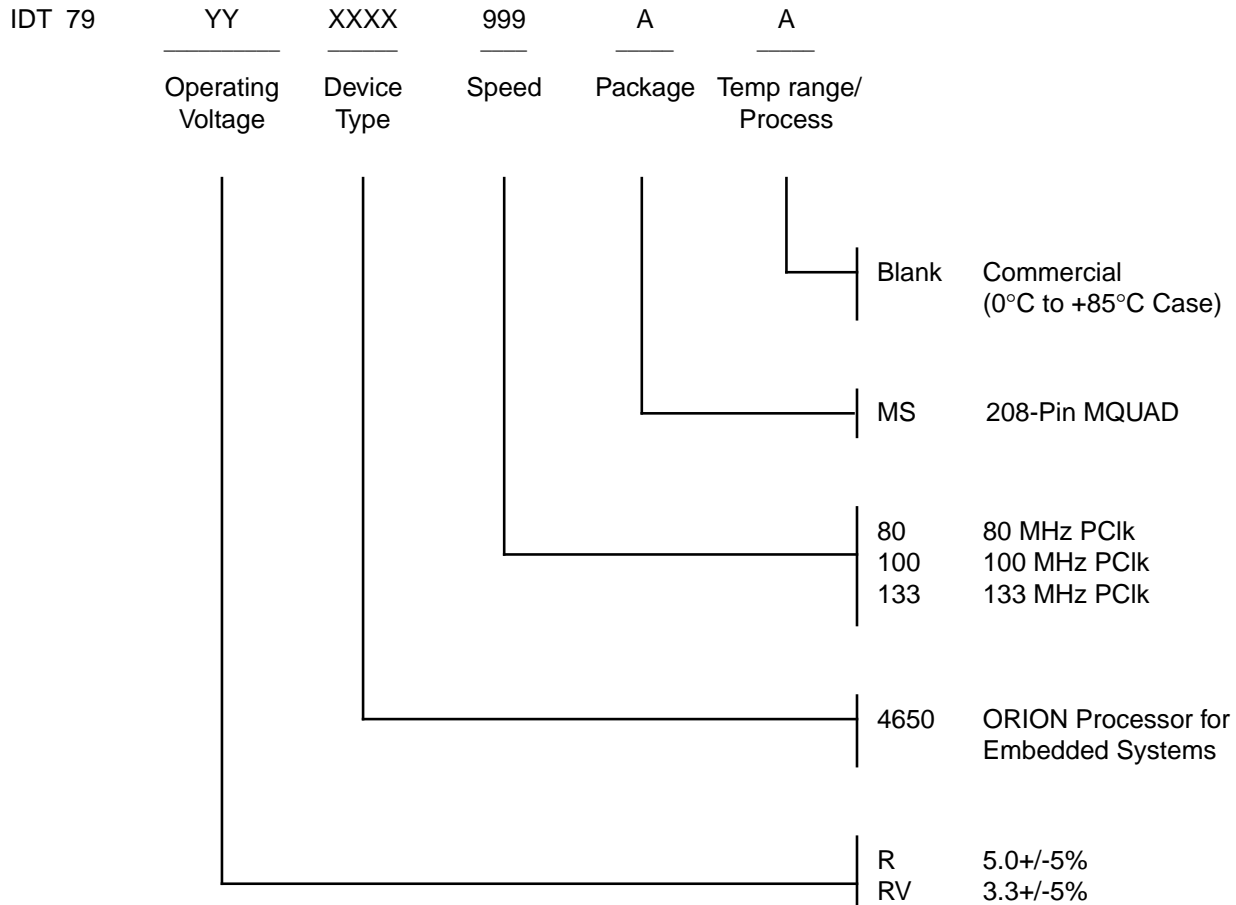 IDT 79 YY XXXX 999 A A
Operating Voltage
Device Type
Speed
Package
Temp range/ Process
Blank Commercial
(0°C to +85°C Case)
MS 208-Pin MQUAD
80 80 MHz PClk
100 100 MHz PClk
133 133 MHz PClk
4650 ORION Processor for
Embedded Systems
R 5.0+/-5%
RV 3.3+/-5%